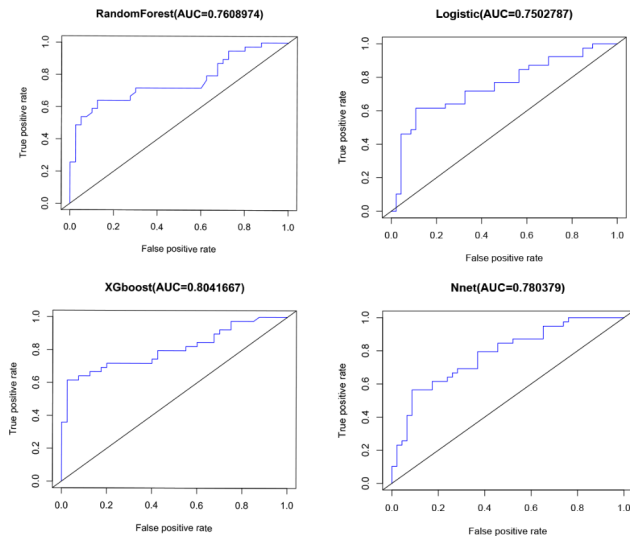 RandomForest(AUC=0.7608974)
True positive rate
0.0 0.2 0.4 0.6 0.8 1.0
0.0 0.2 0.4 0.6 0.8 1.0
False positive rate
Logistic(AUC=0.7502787)
True positive rate
0.0 0.2 0.4 0.6 0.8 1.0
0.0 0.2 0.4 0.6 0.8 1.0
False positive rate
XGboost(AUC=0.8041667)
True positive rate
0.0 0.2 0.4 0.6 0.8 1.0
0.0 0.2 0.4 0.6 0.8 1.0
False positive rate
Nnet(AUC=0.780379)
True positive rate
0.0 0.2 0.4 0.6 0.8 1.0
0.0 0.2 0.4 0.6 0.8 1.0
False positive rate